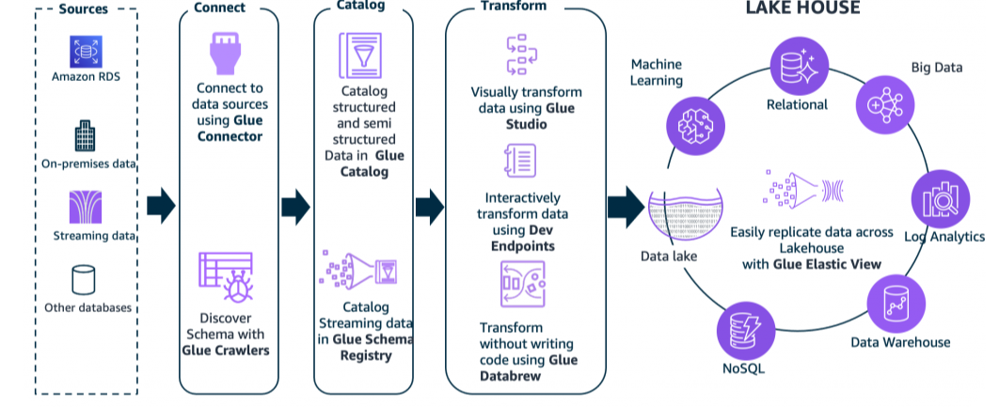 Sources
Amazon RDS
On-premises data
Streaming data
Other databases
Connect
Connect to
data sources
using Glue
Connector
Discover
Schema with
Glue Crawlers
Catalog
Catalog
structured
and semi
structured
Data in Glue
Catalog
Catalog
Streaming data
in Glue Schema
Registry
Transform
Visually transform
data using Glue
Studio
Interactively
transform data
using Dev
Endpoints
Transform
without writing
code using Glue
Databrew
LAKE HOUSE
Machine
Learning
Relational
Big Data
Data lake
Easily replicate data across
Lakehouse
with Glue Elastic View
Log Analytics
Data Warehouse
NoSQL